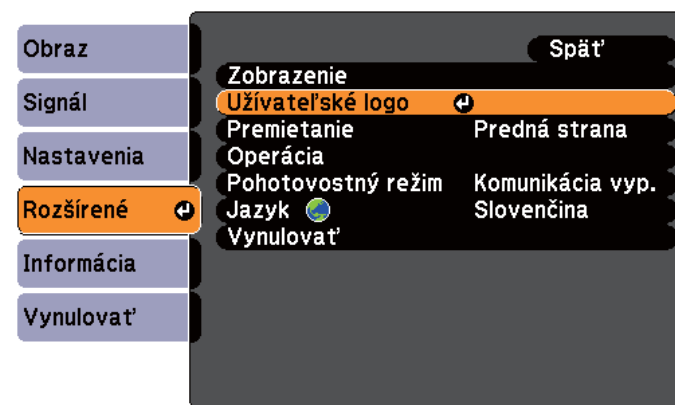 Obraz
Signál
Nastavenia
Rozšírené
Informácia
Vynulovať
Späť
Zobrazenie
Užívateľské logo
Premietanie Predná strana
Operácia
Pohotovostný režim Komunikácia vyp.
Jazyk Slovenčina
Vynulovať